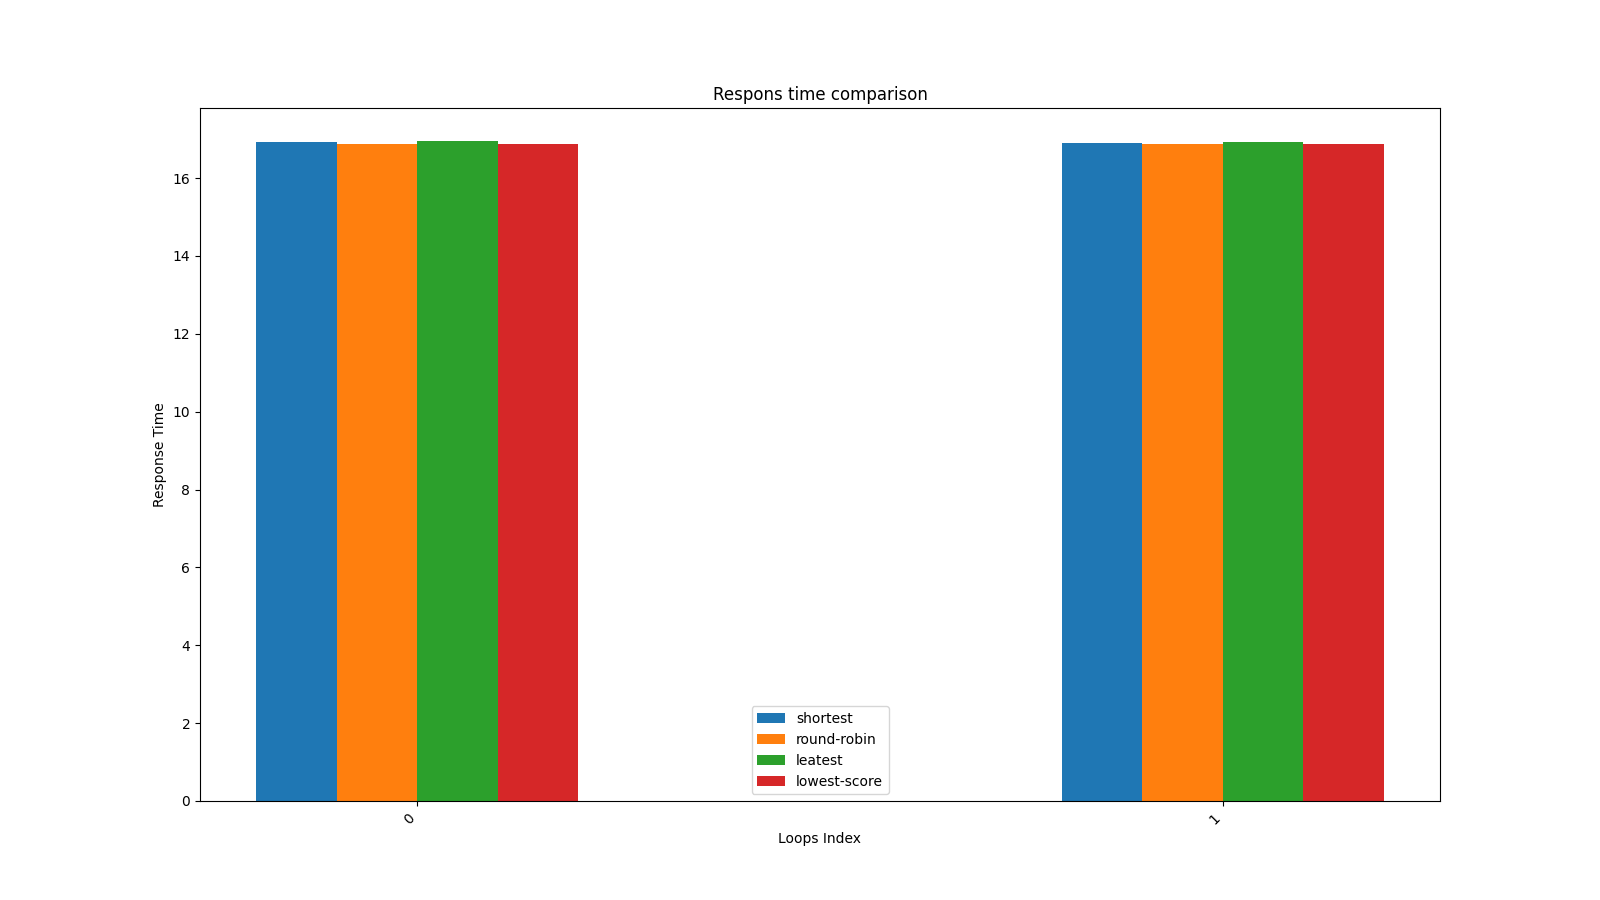 Respons time comparison
Response Time
16
14
12
10
8
6
4
2
0
shortest
round-robin
leatest
lowest-score
0
1
Loops Index